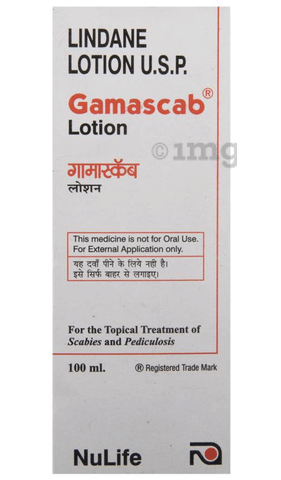 LINDANE
LOTION U.S.P.
Gamascab®
©1mg
Lotion
गामास्कॅब
लोशन
This medicine is not for Oral Use.
For External Application only.
यह दवाँ पीने के लिये नही है।
इसे सिर्फ बाहर से लगाइए।
For the Topical Treatment of
Scabies and Pediculosis
100 ml.
® Registered Trade Mark
NuLife